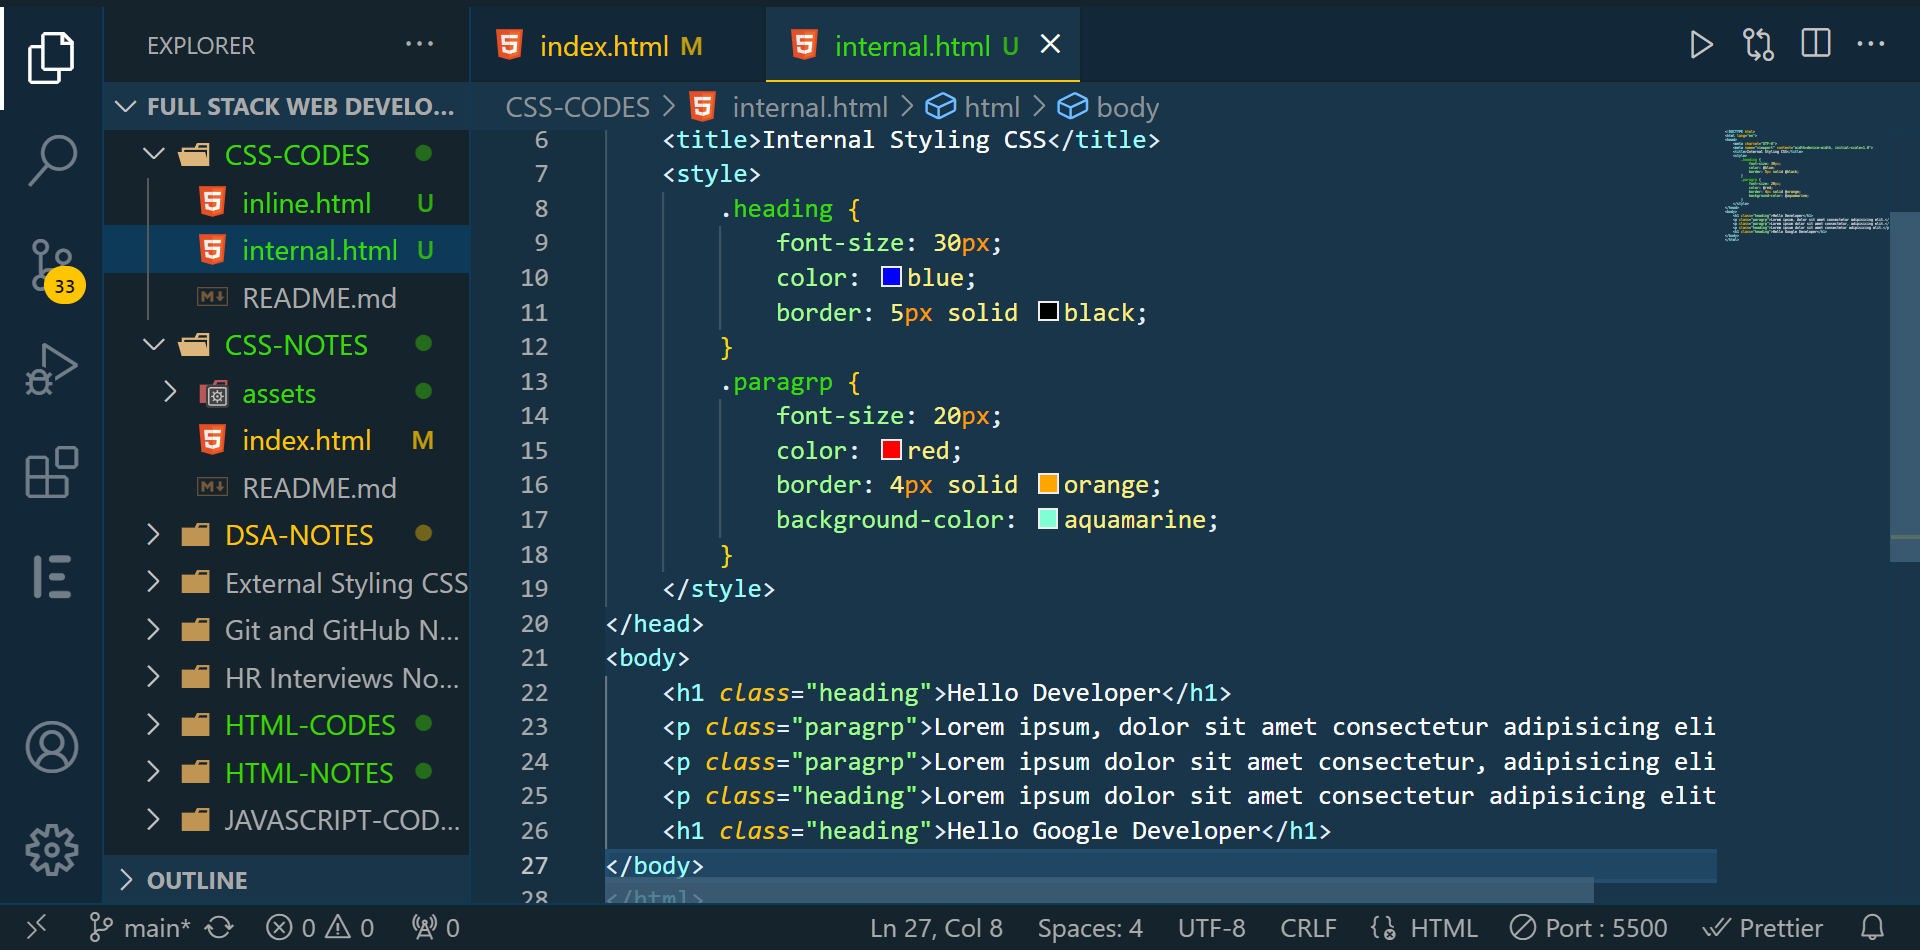 EXPLORER
FULL STACK WEB DEVELO...
CSS-CODES
inline.html U
internal.html U
README.md
CSS-NOTES
assets
index.html M
README.md
DSA-NOTES
External Styling CSS
Git and GitHub N...
HR Interviews No...
HTML-CODES
HTML-NOTES
JAVASCRIPT-COD...
OUTLINE
33
index.html M
internal.html U
CSS-CODES > internal.html > html > body
6 <title>Internal Styling CSS</title>
7 <style>
8 .heading {
9 font-size: 30px;
10 color: blue;
11 border: 5px solid black;
12 }
13 .paragrp {
14 font-size: 20px;
15 color: red;
16 border: 4px solid orange;
17 background-color: aquamarine;
18 }
19 </style>
20 </head>
21 <body>
22 <h1 class="heading">Hello Developer</h1>
23 <p class="paragrp">Lorem ipsum, dolor sit amet consectetur adipisicing eli
24 <p class="paragrp">Lorem ipsum dolor sit amet consectetur, adipisicing eli
25 <p class="heading">Lorem ipsum dolor sit amet consectetur adipisicing elit
26 <h1 class="heading">Hello Google Developer</h1>
27 </body>
28 </html>
main* 0 0 0 Ln 27, Col 8 Spaces: 4 UTF-8 CRLF HTML Port : 5500 Prettier